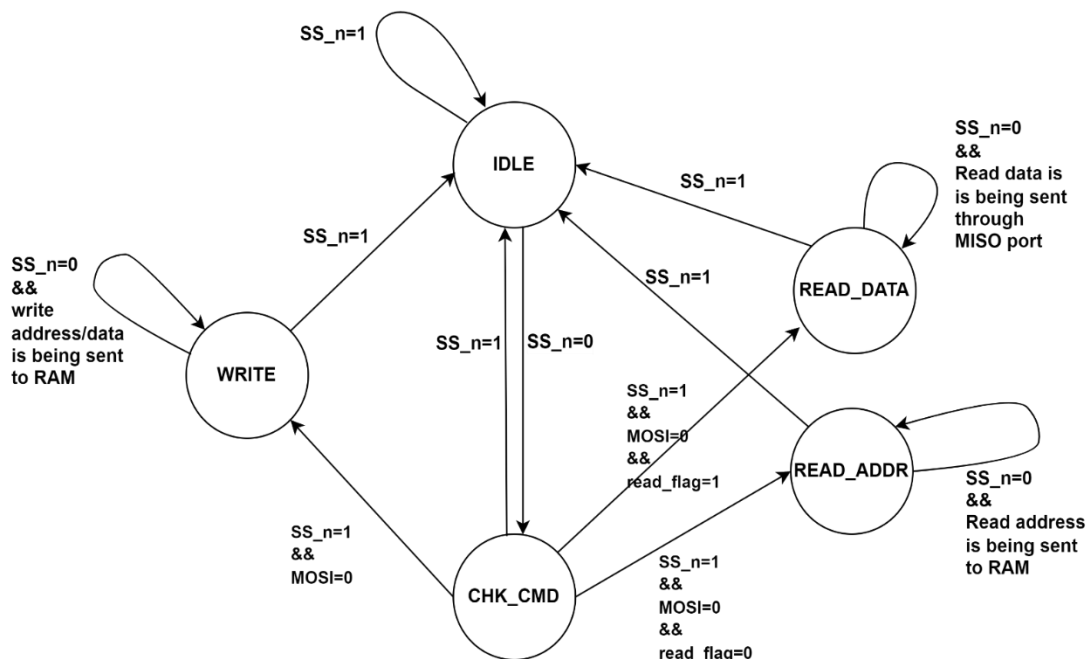 SS_n=1
IDLE
SS_n=0
&&
Read data is
is being sent
through
MISO port
SS_n=1
SS_n=1
READ_DATA
SS_n=0
&&
write
address/data
is being sent
to RAM
SS_n=1
WRITE
SS_n=1
SS_n=0
SS_n=1
&&
MOSI=0
&&
read_flag=1
READ_ADDR
SS_n=0
&&
Read address
is being sent
to RAM
SS_n=1
&&
MOSI=0
CHK_CMD
SS_n=1
&&
MOSI=0
&&
read_flag=0